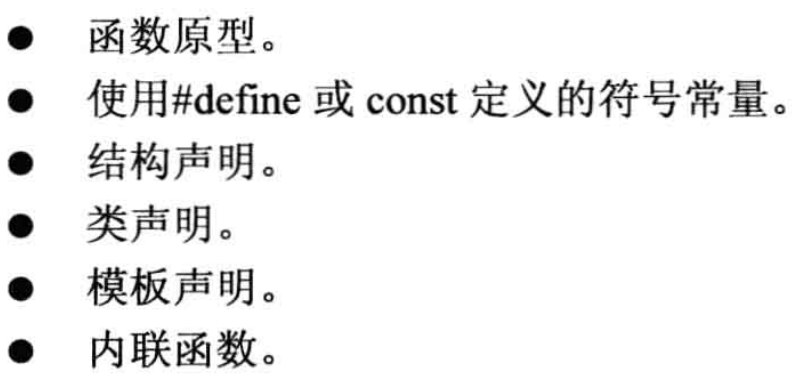 ● 函数原型。
● 使用#define 或 const 定义的符号常量。
● 结构声明。
● 类声明。
● 模板声明。
● 内联函数。